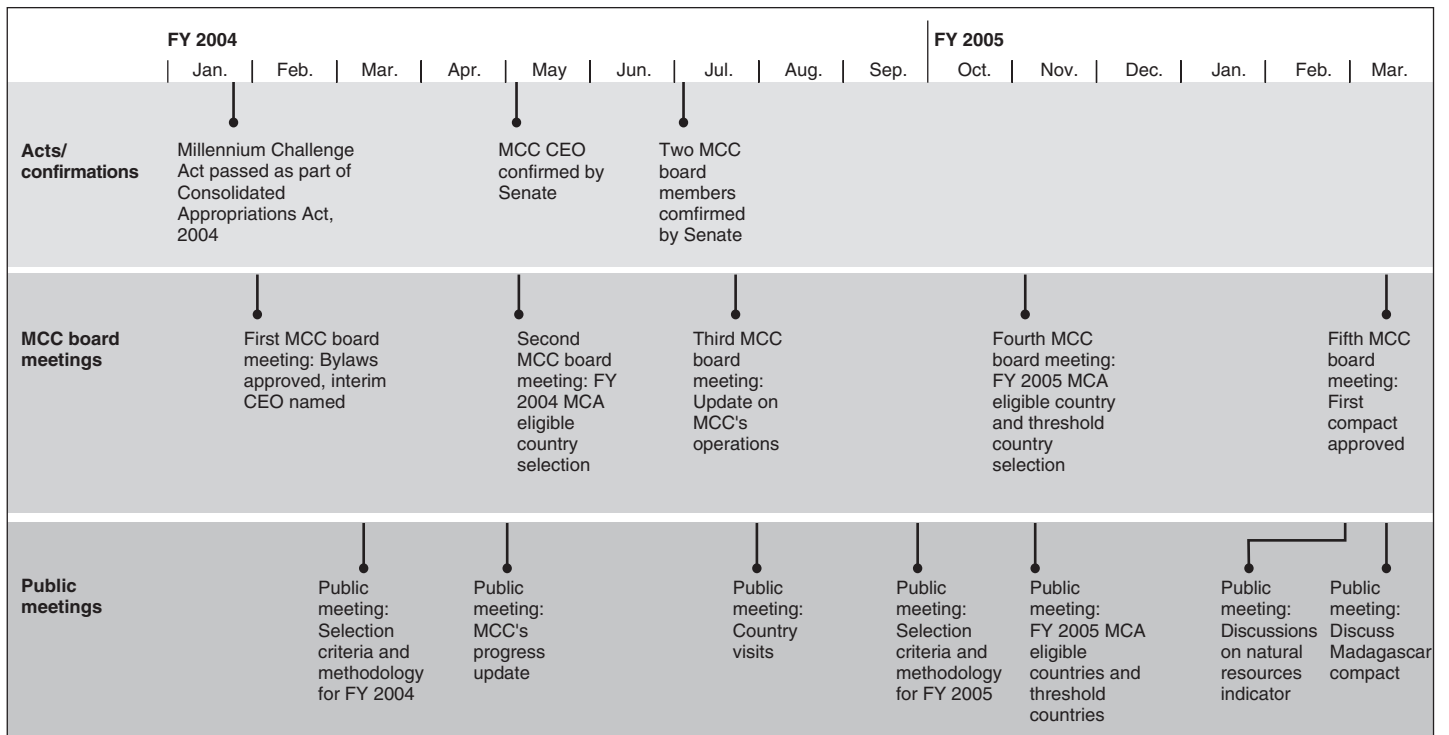 FY 2004
FY 2005
Jan. Feb. Mar. Apr. May Jun. Jul. Aug. Sep. Oct. Nov. Dec. Jan. Feb. Mar.
Acts/
confirmations
Millennium Challenge
Act passed as part of
Consolidated
Appropriations Act,
2004
MCC CEO
confirmed by
Senate
Two MCC
board
members
comfirmed
by Senate
MCC board
meetings
First MCC board
meeting: Bylaws
approved, interim
CEO named
Second
MCC board
meeting: FY
2004 MCA
eligible
country
selection
Third MCC
board
meeting:
Update on
MCC's
operations
Fourth MCC
board meeting:
FY 2005 MCA
eligible country
and threshold
country
selection
Fifth MCC
board
meeting:
First
compact
approved
Public
meetings
Public
meeting:
Selection
criteria and
methodology
for FY 2004
Public
meeting:
MCC's
progress
update
Public
meeting:
Country
visits
Public
meeting:
Selection
criteria and
methodology
for FY 2005
Public
meeting:
FY 2005 MCA
eligible
countries and
threshold
countries
Public
meeting:
Discussions
on natural
resources
indicator
Public
meeting:
Discuss
Madagascar
compact